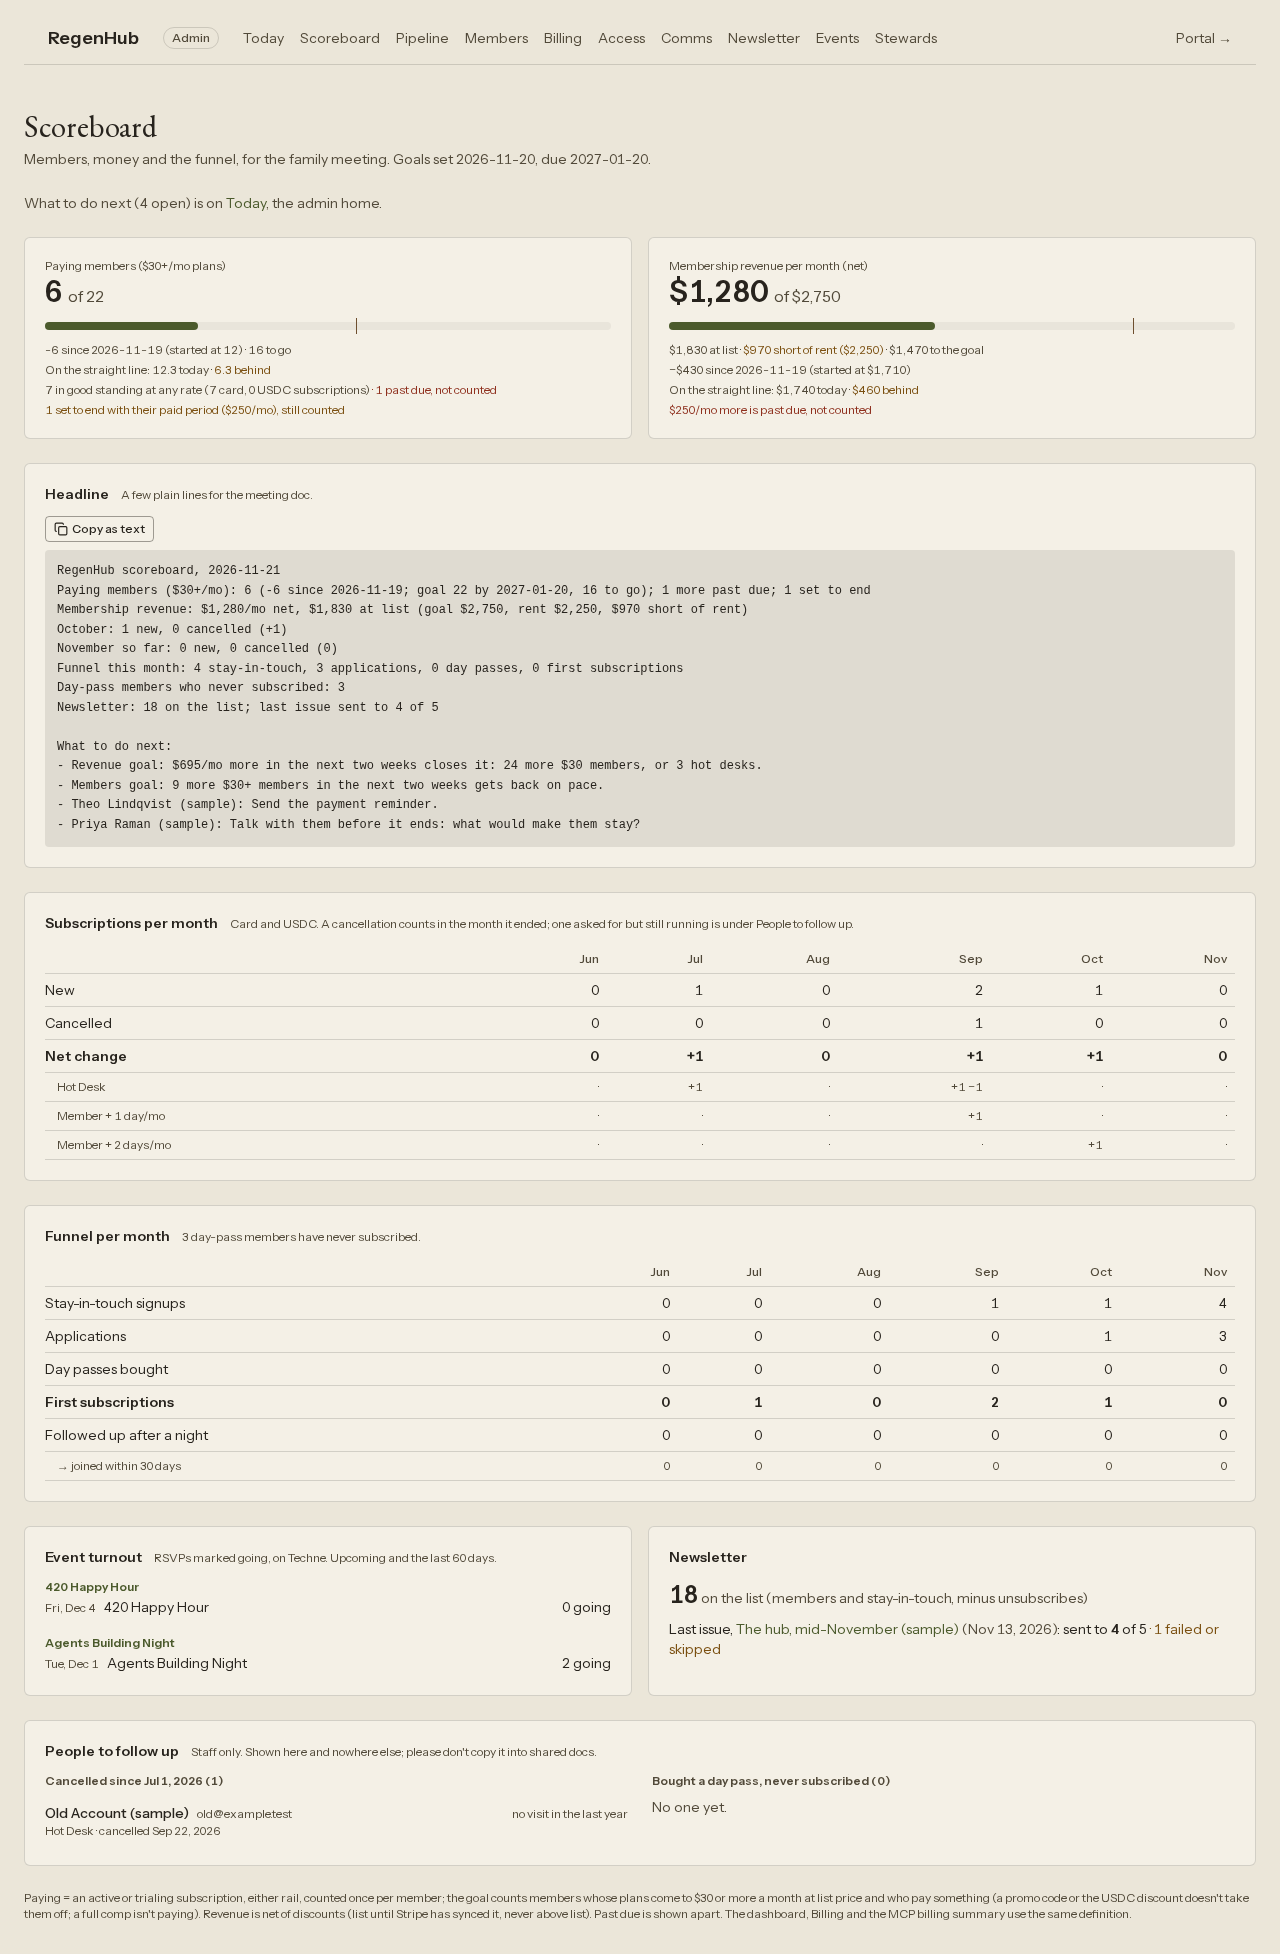 RegenHub Admin Today Scoreboard Pipeline Members Billing Access Comms Newsletter Events Stewards Portal →
Scoreboard
Members, money and the funnel, for the family meeting. Goals set 2026-11-20, due 2027-01-20.
What to do next (4 open) is on Today, the admin home.
Paying members ($30+/mo plans)
6 of 22
-6 since 2026-11-19 (started at 12) · 16 to go
On the straight line: 12.3 today · 6.3 behind
7 in good standing at any rate (7 card, 0 USDC subscriptions) · 1 past due, not counted
1 set to end with their paid period ($250/mo), still counted
Membership revenue per month (net)
$1,280 of $2,750
$1,830 at list · $970 short of rent ($2,250) · $1,470 to the goal
−$430 since 2026-11-19 (started at $1,710)
On the straight line: $1,740 today · $460 behind
$250/mo more is past due, not counted
Headline A few plain lines for the meeting doc.
Copy as text
RegenHub scoreboard, 2026-11-21
Paying members ($30+/mo): 6 (-6 since 2026-11-19; goal 22 by 2027-01-20, 16 to go); 1 more past due; 1 set to end
Membership revenue: $1,280/mo net, $1,830 at list (goal $2,750, rent $2,250, $970 short of rent)
October: 1 new, 0 cancelled (+1)
November so far: 0 new, 0 cancelled (0)
Funnel this month: 4 stay-in-touch, 3 applications, 0 day passes, 0 first subscriptions
Day-pass members who never subscribed: 3
Newsletter: 18 on the list; last issue sent to 4 of 5
What to do next:
- Revenue goal: $695/mo more in the next two weeks closes it: 24 more $30 members, or 3 hot desks.
- Members goal: 9 more $30+ members in the next two weeks gets back on pace.
- Theo Lindqvist (sample): Send the payment reminder.
- Priya Raman (sample): Talk with them before it ends: what would make them stay?
Subscriptions per month Card and USDC. A cancellation counts in the month it ended; one asked for but still running is under People to follow up.
Jun Jul Aug Sep Oct Nov
New 0 1 0 2 1 0
Cancelled 0 0 0 1 0 0
Net change 0 +1 0 +1 +1 0
Hot Desk · +1 · +1 −1 · ·
Member + 1 day/mo · · · +1 · ·
Member + 2 days/mo · · · · +1 ·
Funnel per month 3 day-pass members have never subscribed.
Jun Jul Aug Sep Oct Nov
Stay-in-touch signups 0 0 0 1 1 4
Applications 0 0 0 0 1 3
Day passes bought 0 0 0 0 0 0
First subscriptions 0 1 0 2 1 0
Followed up after a night 0 0 0 0 0 0
→ joined within 30 days 0 0 0 0 0 0
Event turnout RSVPs marked going, on Techne. Upcoming and the last 60 days.
420 Happy Hour
Fri, Dec 4 420 Happy Hour 0 going
Agents Building Night
Tue, Dec 1 Agents Building Night 2 going
Newsletter
18 on the list (members and stay-in-touch, minus unsubscribes)
Last issue, The hub, mid-November (sample) (Nov 13, 2026): sent to 4 of 5 · 1 failed or
skipped
People to follow up Staff only. Shown here and nowhere else; please don't copy it into shared docs.
Cancelled since Jul 1, 2026 (1)
Old Account (sample) old@example.test no visit in the last year
Hot Desk · cancelled Sep 22, 2026
Bought a day pass, never subscribed (0)
No one yet.
Paying = an active or trialing subscription, either rail, counted once per member; the goal counts members whose plans come to $30 or more a month at list price and who pay something (a promo code or the USDC discount doesn't take
them off; a full comp isn't paying). Revenue is net of discounts (list until Stripe has synced it, never above list). Past due is shown apart. The dashboard, Billing and the MCP billing summary use the same definition.